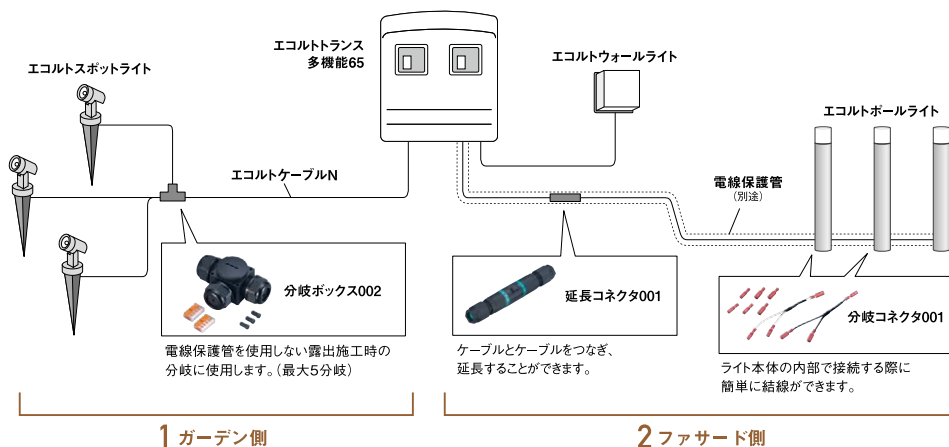 エコルトトランス
多機能65
エコルトスポットライト
エコルトウォールライト
エコルトポールライト
エコルトケーブルN
電線保護管
(別途)
分岐ボックス002
延長コネクタ001
分岐コネクタ001
電線保護管を使用しない露出施工時の
分岐に使用します。(最大5分岐)
ケーブルとケーブルをつなぎ、
延長することができます。
ライト本体の内部で接続する際に
簡単に結線ができます。
1 ガーデン側
2 ファサード側